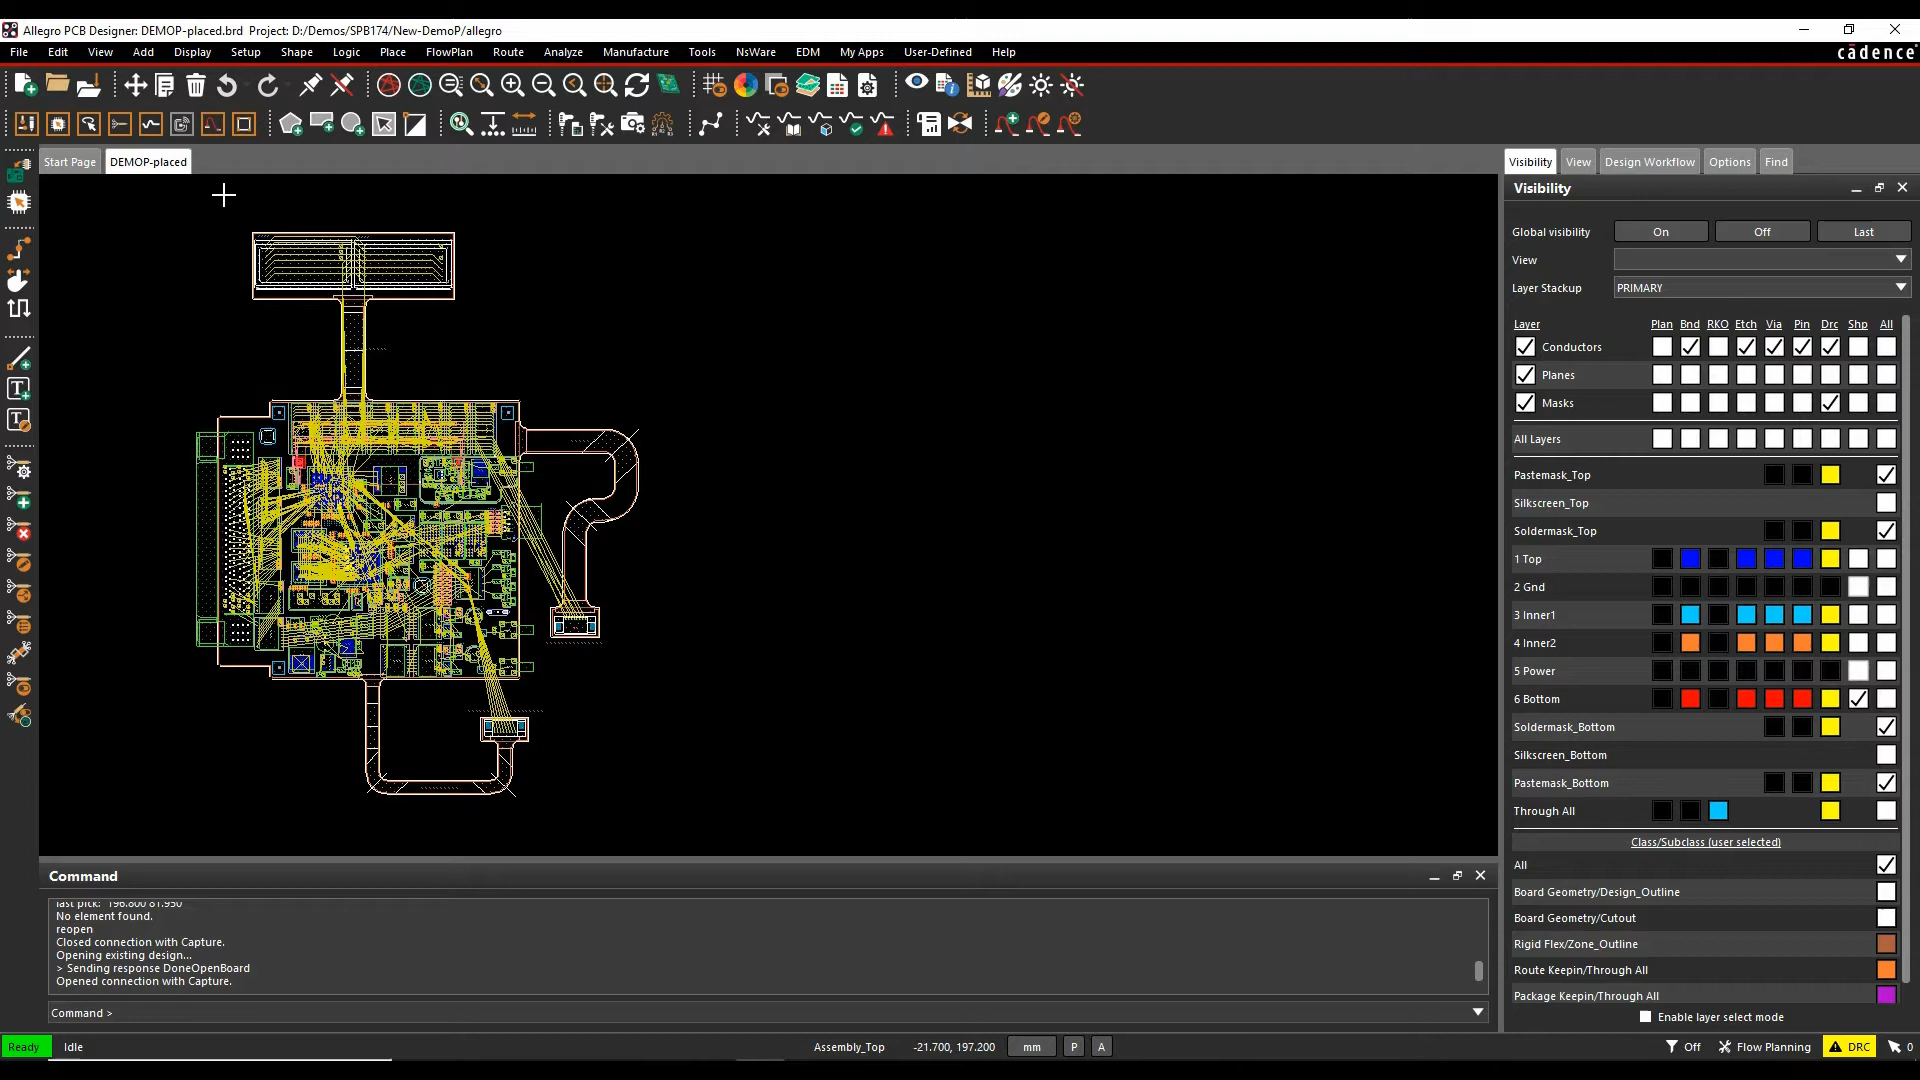 Allegro PCB Designer: DEMOP-placed.brd  Project: D:/Demos/SPB174/New-DemoP/allegro
File Edit View Add Display Setup Shape Logic Place FlowPlan Route Analyze Manufacture Tools NsWare EDM My Apps User-Defined Help
cādence
Start Page DEMOP-placed
Visibility View Design Workflow Options Find
Visibility
Global visibility On Off Last
View
Layer Stackup PRIMARY
Layer Plan Bnd RKO Etch Via Pin Drc Shp All
Conductors
Planes
Masks
All Layers
Pastemask_Top
Silkscreen_Top
Soldermask_Top
1 Top
2 Gnd
3 Inner1
4 Inner2
5 Power
6 Bottom
Soldermask_Bottom
Silkscreen_Bottom
Pastemask_Bottom
Through All
Class/Subclass (user selected)
All
Board Geometry/Design_Outline
Board Geometry/Cutout
Rigid Flex/Zone_Outline
Route Keepin/Through All
Package Keepin/Through All
Enable layer select mode
Command
last pick:  196.800 81.950
No element found.
reopen
Closed connection with Capture.
Opening existing design...
> Sending response DoneOpenBoard
Opened connection with Capture.
Command >
Ready Idle Assembly_Top -21.700, 197.200 mm P A Off Flow Planning DRC 0